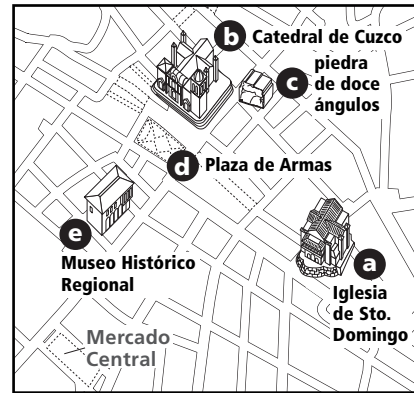 b Catedral de Cuzco
c piedra
de doce
ángulos
d Plaza de Armas
e
Museo Histórico
Regional
a
Iglesia
de Sto.
Domingo
Mercado
Central